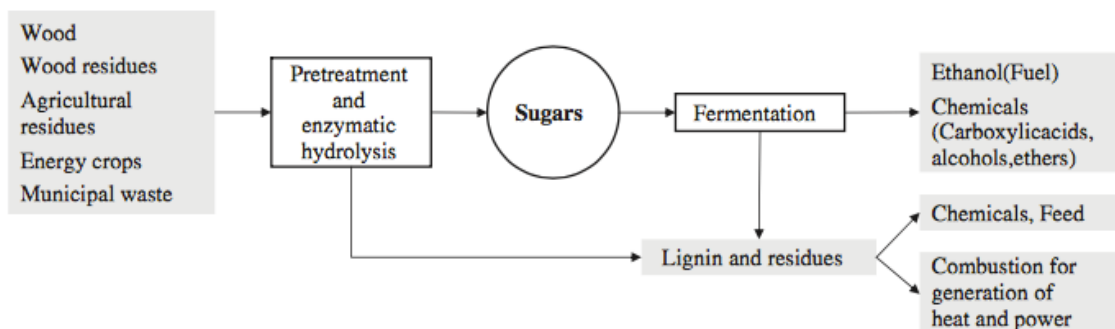 Wood
Wood residues
Agricultural
residues
Energy crops
Municipal waste
Pretreatment
and
enzymatic
hydrolysis
Sugars
Fermentation
Ethanol(Fuel)
Chemicals
(Carboxylicacids,
alcohols,ethers)
Lignin and residues
Chemicals, Feed
Combustion for
generation of
heat and power